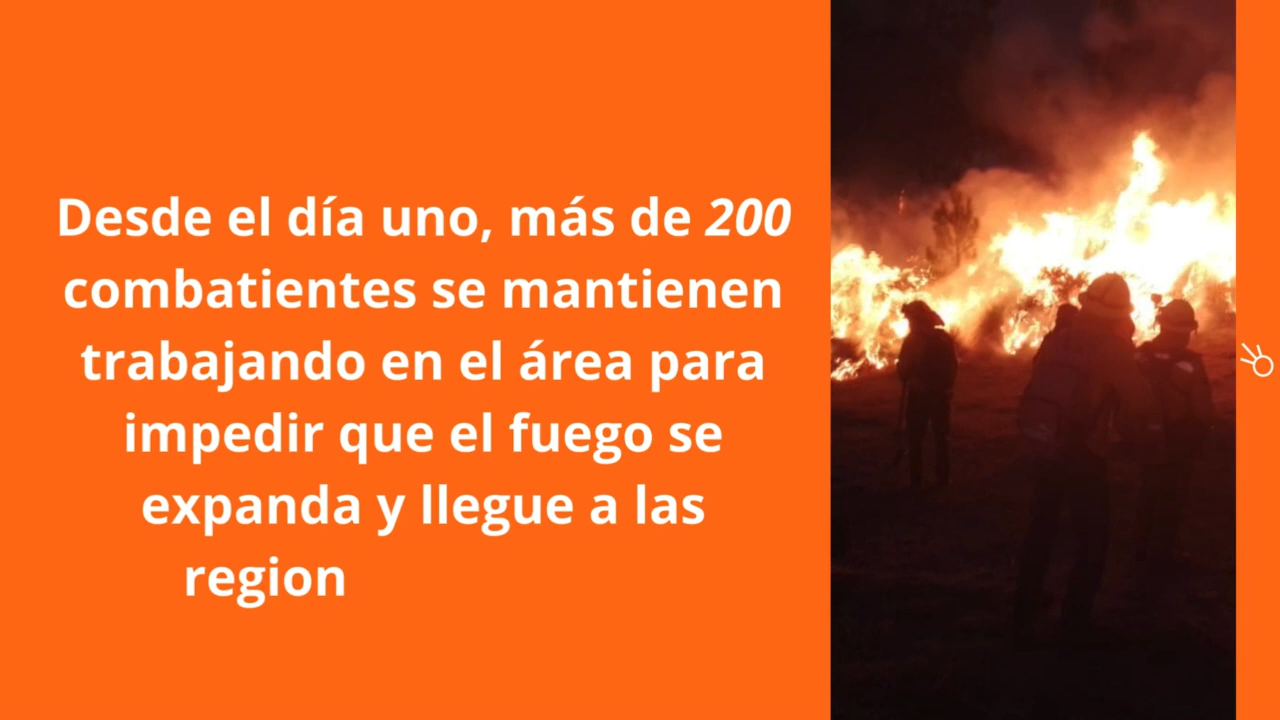 Desde el día uno, más de 200
combatientes se mantienen
trabajando en el área para
impedir que el fuego se
expanda y llegue a las
region